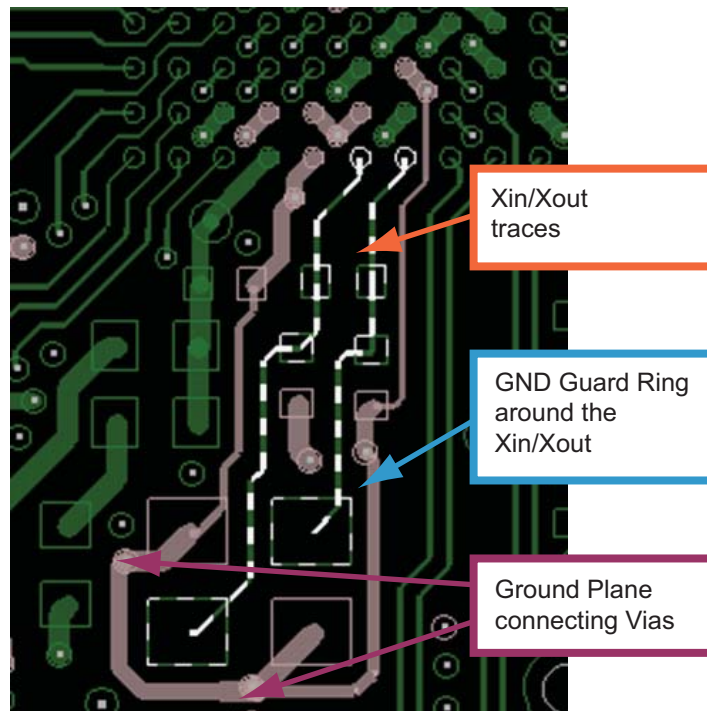 Xin/Xout
traces
GND Guard Ring
around the
Xin/Xout
Ground Plane
connecting Vias